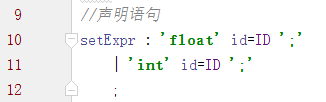 9 //声明语句
10 setExpr : 'float' id=ID ';'
11 | 'int' id=ID ';'
12 ;